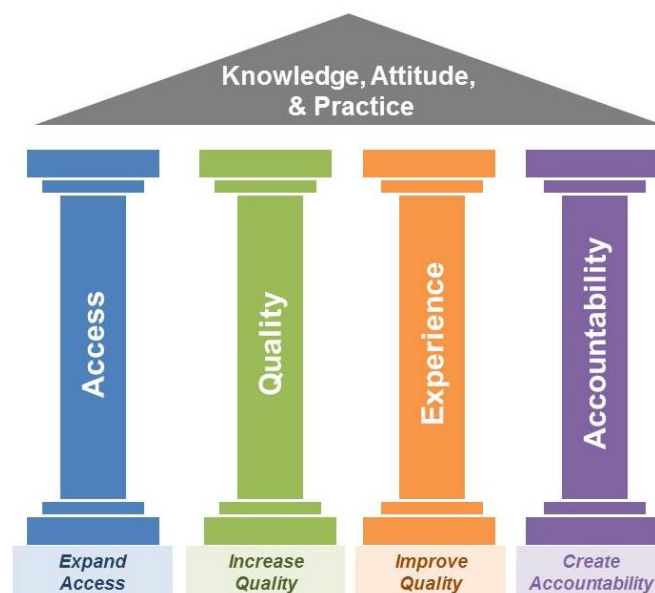 Knowledge, Attitude,
& Practice
Access
Quality
Experience
Accountability
Expand
Access
Increase
Quality
Improve
Quality
Create
Accountability